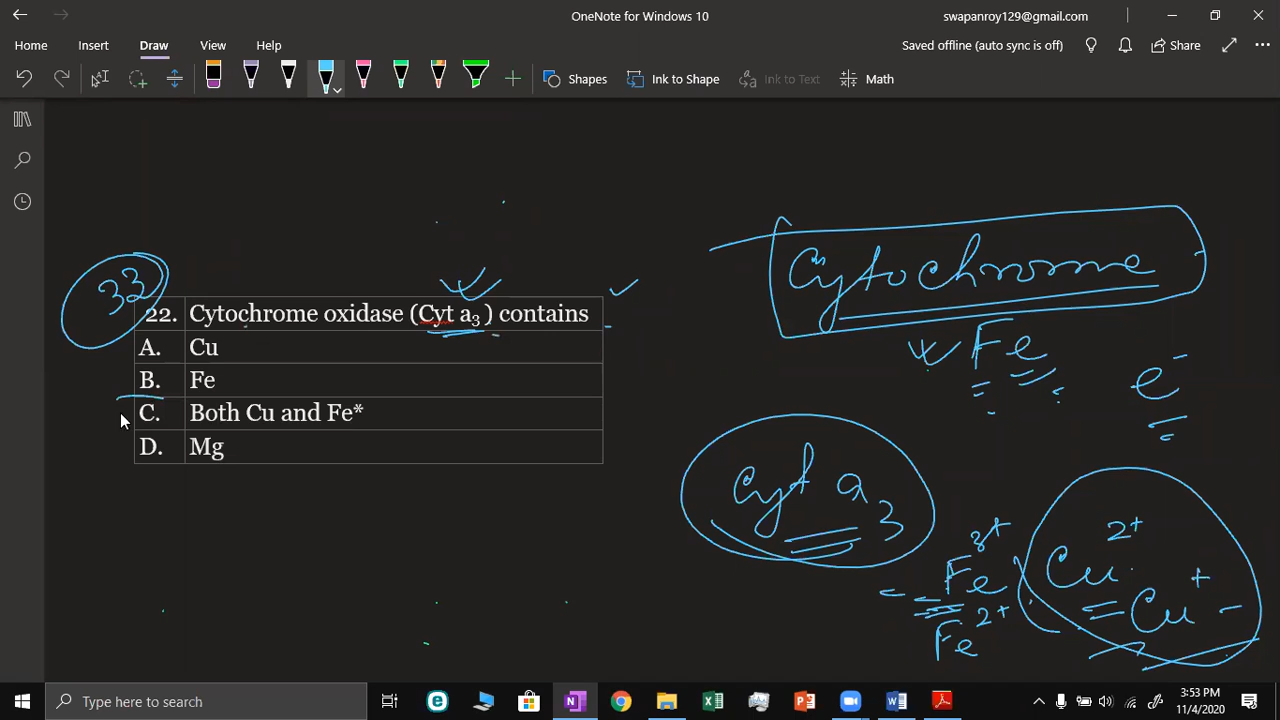 OneNote for Windows 10
swapanroy129@gmail.com
Home Insert Draw View Help
Saved offline (auto sync is off)
Share
Shapes
Ink to Shape
Ink to Text
Math
33
22. Cytochrome oxidase (Cyt a₃ ) contains
A. Cu
B. Fe
C. Both Cu and Fe*
D. Mg
Cytochrome
Fe
e⁻
Cyt a₃
Fe³⁺
Cu²⁺
Cu⁺
Fe²⁺
Type here to search
3:53 PM
11/4/2020